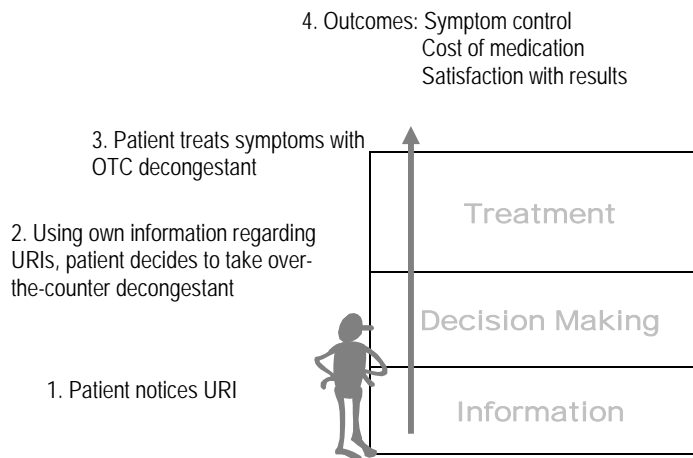 4. Outcomes: Symptom control
Cost of medication
Satisfaction with results
3. Patient treats symptoms with
OTC decongestant
Treatment
2. Using own information regarding
URIs, patient decides to take over-
the-counter decongestant
Decision Making
1. Patient notices URI
Information